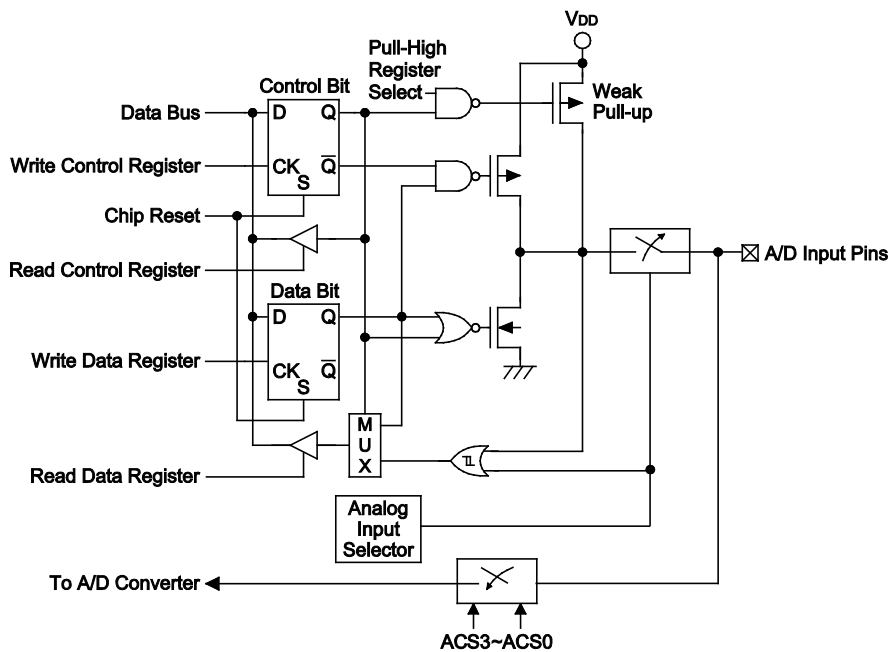 VDD
Pull-High
Register
Select
Weak
Pull-up
Control Bit
Data Bus
D Q
Write Control Register
CK Q̅
S
Chip Reset
Read Control Register
A/D Input Pins
Data Bit
D Q
Write Data Register
CK Q̅
S
M
U
X
Read Data Register
Analog
Input
Selector
To A/D Converter
ACS3~ACS0